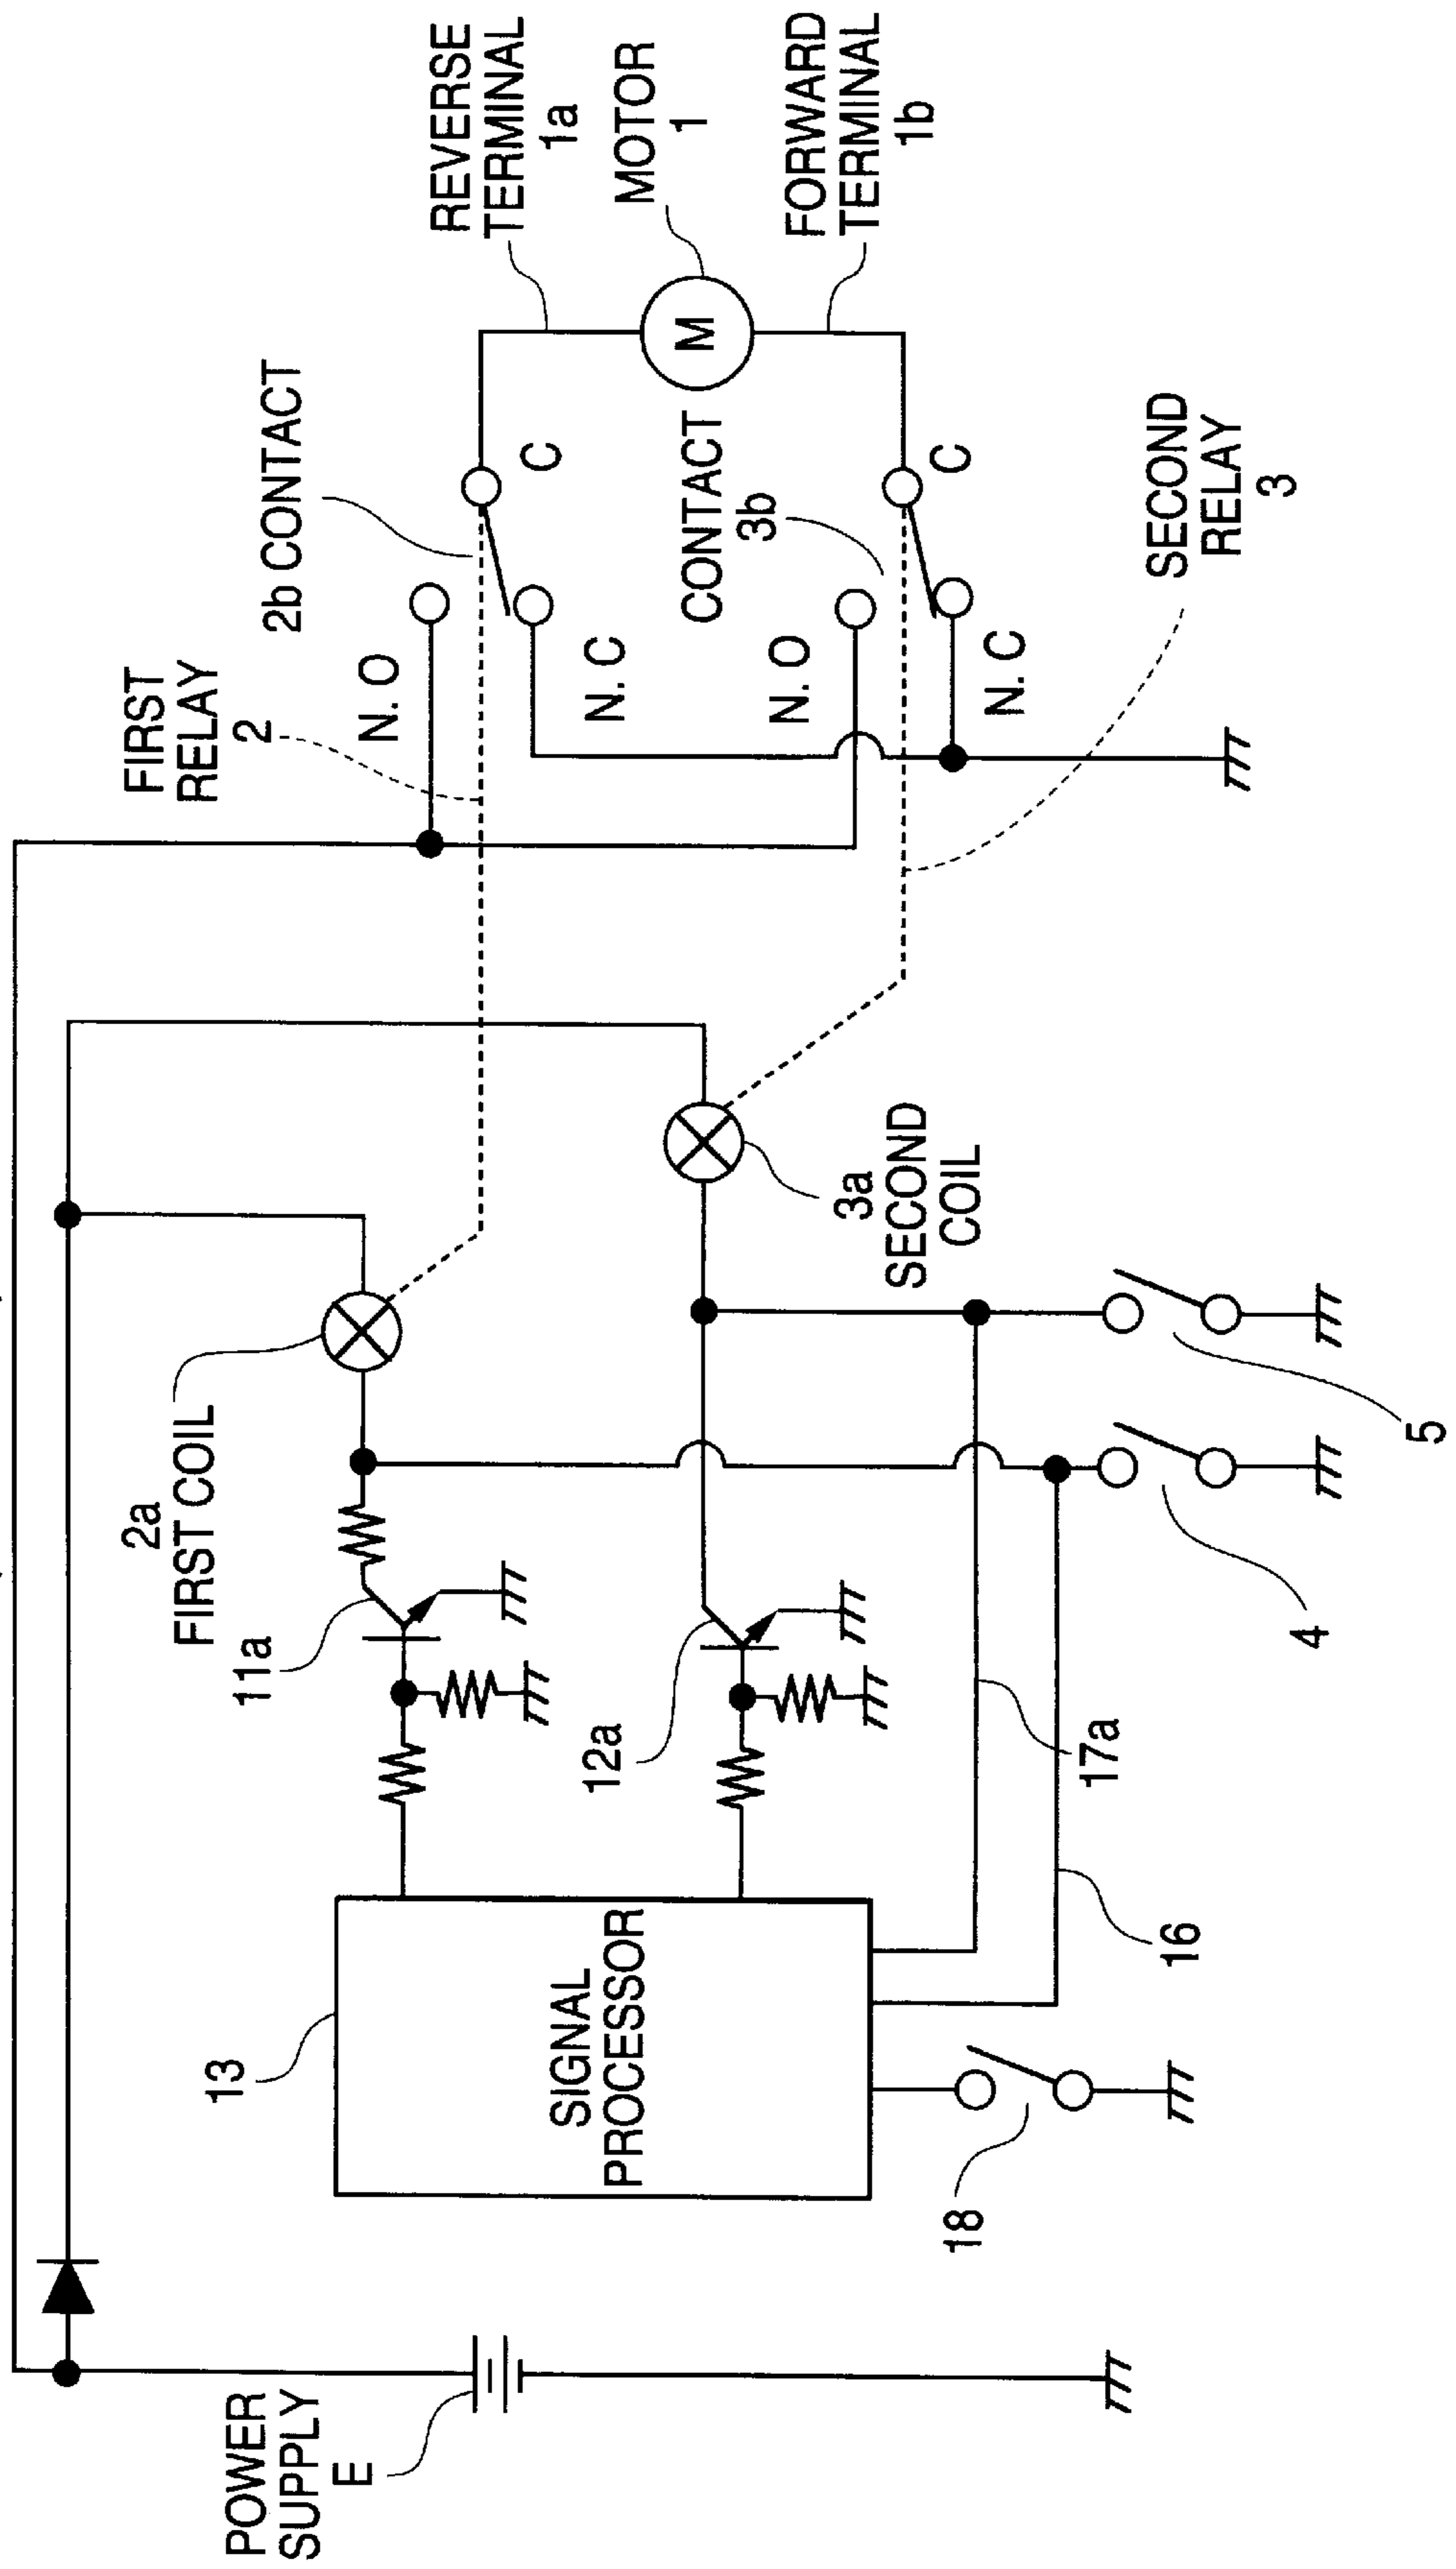 POWER
SUPPLY
E
13
SIGNAL
PROCESSOR
18
16
17a
11a
12a
2a
FIRST COIL
4
5
3a
SECOND
COIL
FIRST
RELAY
2
N. O
2b CONTACT
N. C
C
N. O
CONTACT
3b
N. C
C
SECOND
RELAY
3
REVERSE
TERMINAL
1a
MOTOR
1
M
FORWARD
TERMINAL
1b